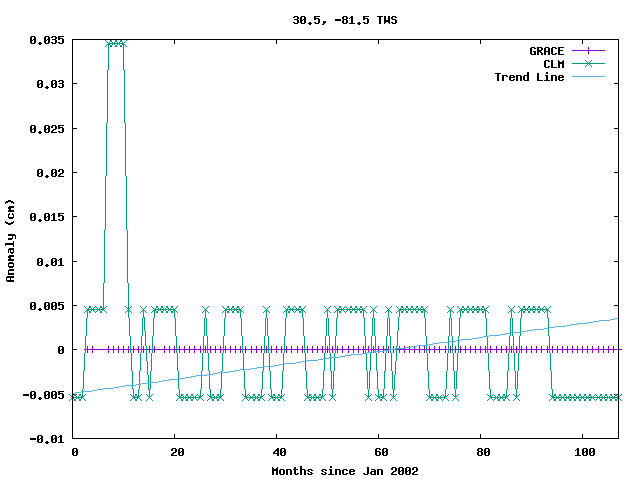 30.5, -81.5 TWS
GRACE
CLM
Trend Line
0.035
0.03
0.025
0.02
0.015
0.01
0.005
0
-0.005
-0.01
Anomaly (cm)
0 20 40 60 80 100
Months since Jan 2002